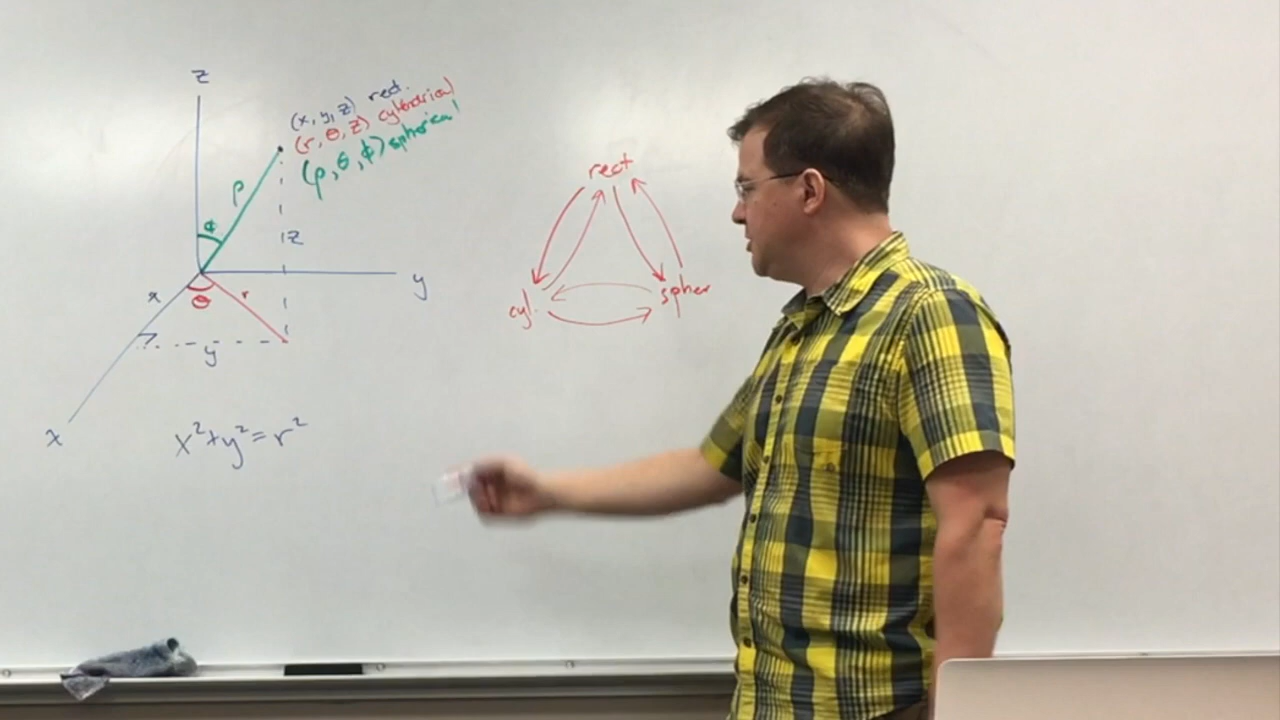 z
(x, y, z) rect.
(r, θ, z) cylindrical
(ρ, θ, φ) spherical
ρ
φ
z
x
θ
r
y
y
x
x²+y²=r²
rect
cyl.
spher